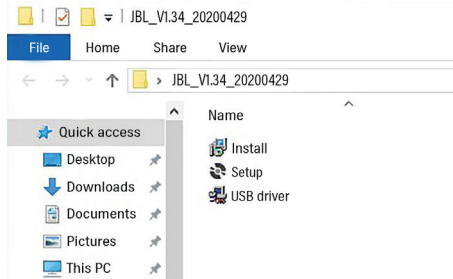 JBL_V1.34_20200429
File Home Share View
JBL_V1.34_20200429
Name
Quick access
Install
Desktop
Setup
Downloads
USB driver
Documents
Pictures
This PC